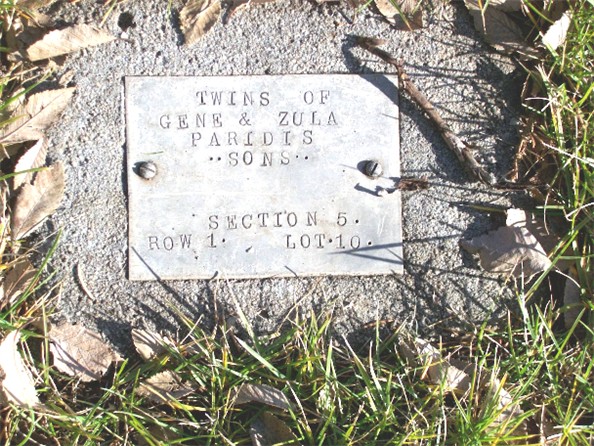 TWINS OF
GENE & ZULA
PARIDIS
"SONS"
SECTION 5.
ROW 1. LOT.10.